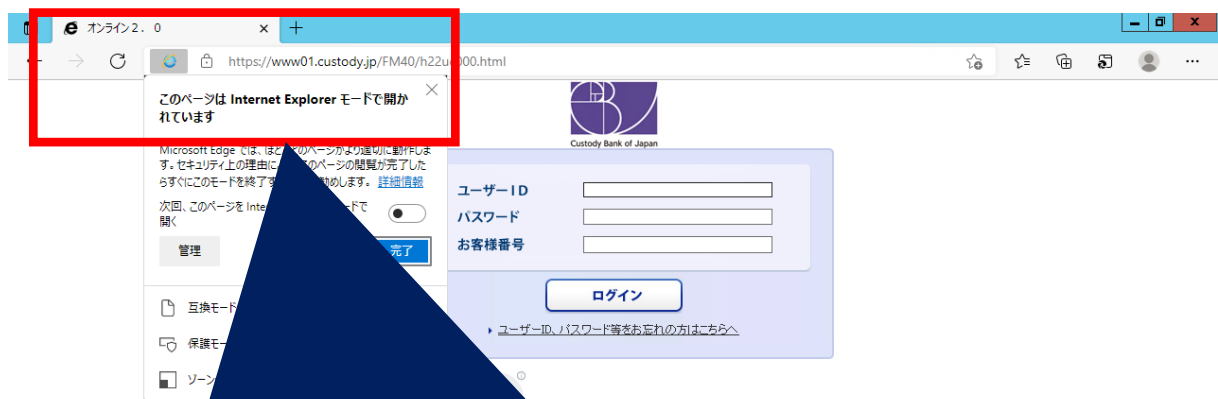 オンライン2．0
https://www01.custody.jp/FM40/h22u
000.html
このページは Internet Explorer モードで開か
れています
Custody Bank of Japan
Microsoft Edge では、ほと
のページがより適切に動作しま
す。セキュリティ上の理由に
のページの閲覧が完了した
らすぐにこのモードを終了す
勧めします。 詳細情報
次回、このページを Inte
ドで
開く
管理
完了
ユーザーID
パスワード
お客様番号
ログイン
ユーザーID、パスワード等をお忘れの方はこちらへ
互換モード
保護モー
ゾーン